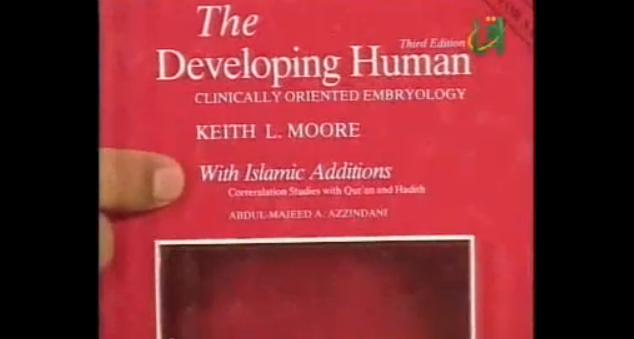 The
Third Edition
Developing Human
CLINICALLY ORIENTED EMBRYOLOGY
KEITH L. MOORE
With Islamic Additions
Correralation Studies with Qur'an and Hadith
ABDUL-MAJEED A. AZZINDANI